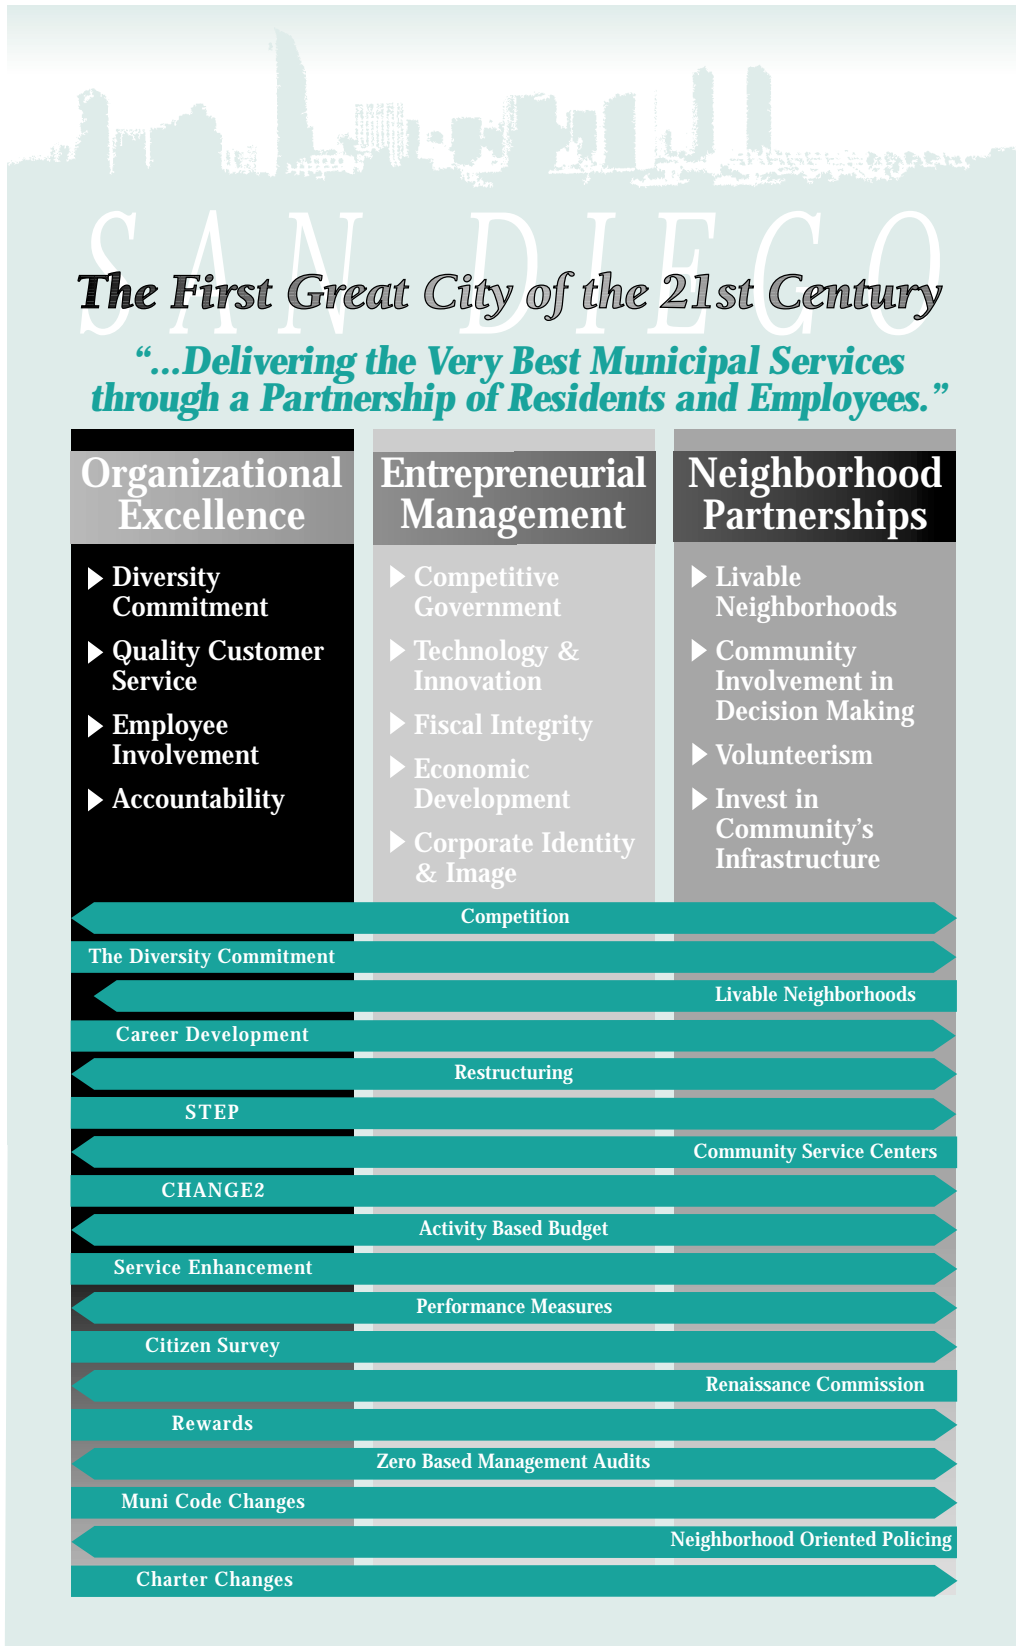 SAN DIEGO
The First Great City of the 21st Century
“...Delivering the Very Best Municipal Services
through a Partnership of Residents and Employees.”
Organizational
Excellence
Diversity
Commitment
Quality Customer
Service
Employee
Involvement
Accountability
Entrepreneurial
Management
Competitive
Government
Technology &
Innovation
Fiscal Integrity
Economic
Development
Corporate Identity
& Image
Neighborhood
Partnerships
Livable
Neighborhoods
Community
Involvement in
Decision Making
Volunteerism
Invest in
Community’s
Infrastructure
Competition
The Diversity Commitment
Livable Neighborhoods
Career Development
Restructuring
STEP
Community Service Centers
CHANGE2
Activity Based Budget
Service Enhancement
Performance Measures
Citizen Survey
Renaissance Commission
Rewards
Zero Based Management Audits
Muni Code Changes
Neighborhood Oriented Policing
Charter Changes